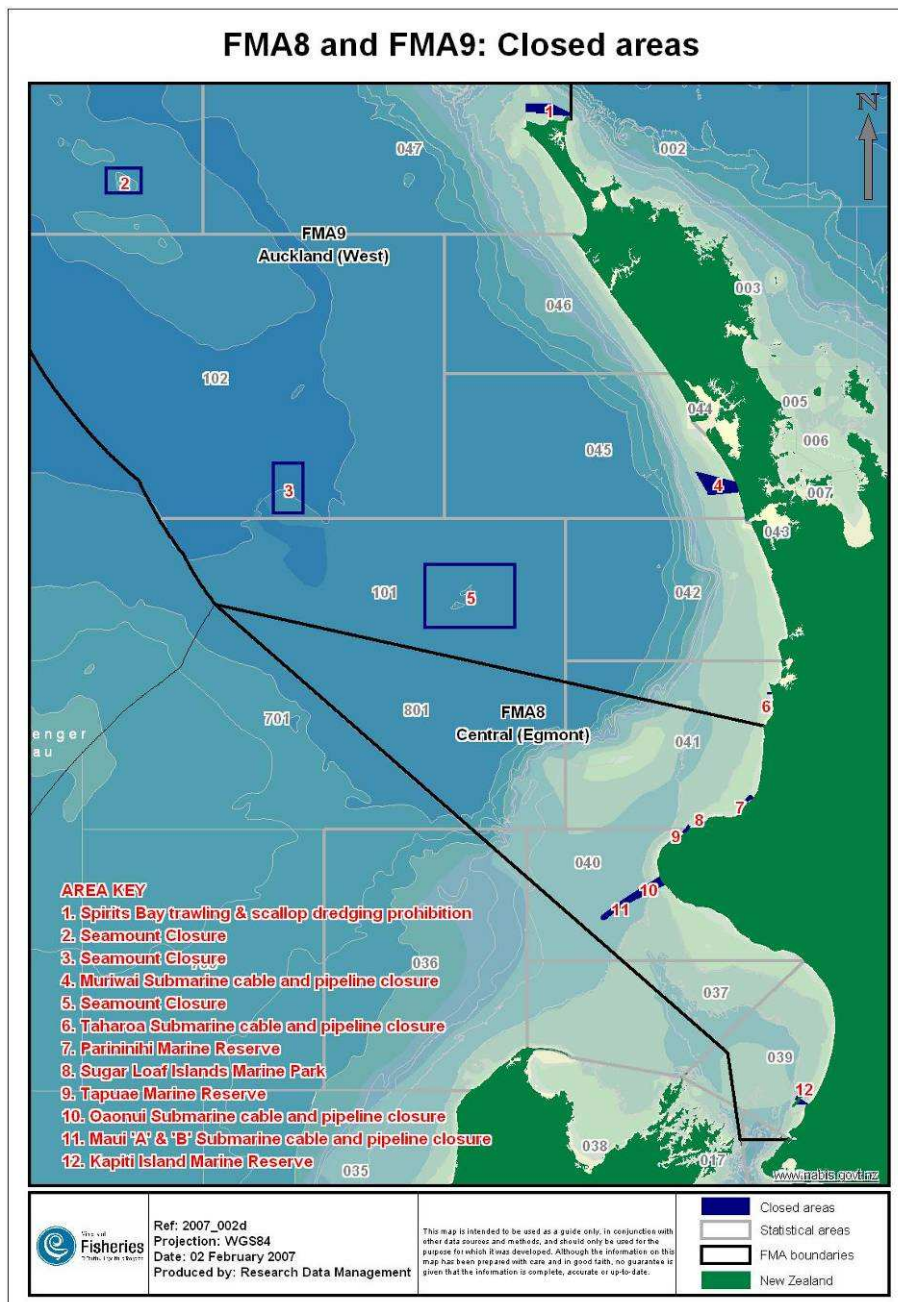 FMA8 and FMA9: Closed areas
N
1
002
047
2
FMA9
Auckland (West)
003
046
102
044
005
006
045
3
4
007
043
101
5
042
6
701
801
FMA8
Central (Egmont)
041
enger
au
7
8
9
040
10
11
036
037
039
12
038
017
035
AREA KEY
1. Spirits Bay trawling & scallop dredging prohibition
2. Seamount Closure
3. Seamount Closure
4. Muriwai Submarine cable and pipeline closure
5. Seamount Closure
6. Taharoa Submarine cable and pipeline closure
7. Parininihi Marine Reserve
8. Sugar Loaf Islands Marine Park
9. Tapuae Marine Reserve
10. Oaonui Submarine cable and pipeline closure
11. Maui 'A' & 'B' Submarine cable and pipeline closure
12. Kapiti Island Marine Reserve
www.nabis.govt.nz
Ministry of
Fisheries
Ref: 2007_002d
Projection: WGS84
Date: 02 February 2007
Produced by: Research Data Management
This map is intended to be used as a guide only, in conjunction with
other data sources and methods, and should only be used for the
purpose for which it was developed. Although the information on this
map has been prepared with care and in good faith, no guarantee is
given that the information is complete, accurate or up-to-date.
Closed areas
Statistical areas
FMA boundaries
New Zealand